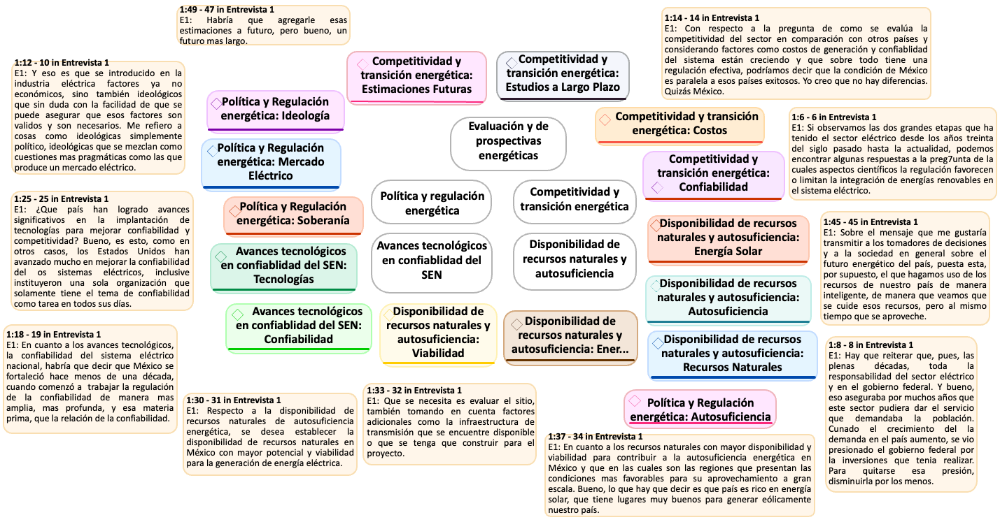 1:49 - 47 in Entrevista 1
E1: Habría que agregarle esas
estimaciones a futuro, pero bueno, un
futuro mas largo.
1:14 - 14 in Entrevista 1
E1: Con respecto a la pregunta de como se evalúa la
competitividad del sector en comparación con otros países y
considerando factores como costos de generación y confiablidad
del sistema están creciendo y que sobre todo tiene una
regulación efectiva, podríamos decir que la condición de México
es paralela a esos países exitosos. Yo creo que no hay diferencias.
Quizás México.
1:12 - 10 in Entrevista 1
E1: Y eso es que se introducido en la
industria eléctrica factores ya no
económicos, sino también ideológicos
que sin duda con la facilidad de que se
puede asegurar que esos factores son
validos y son necesarios. Me refiero a
cosas como ideológicas simplemente
político, ideológicas que se mezclan como
cuestiones mas pragmáticas como las que
produce un mercado eléctrico.
Competitividad y
transición energética:
Estimaciones Futuras
Competitividad y
transición energética:
Estudios a Largo Plazo
Política y Regulación
energética: Ideología
Competitividad y transición
energética: Costos
1:6 - 6 in Entrevista 1
E1: Si observamos las dos grandes etapas que ha
tenido el sector eléctrico desde los años treinta
del siglo pasado hasta la actualidad, podemos
encontrar algunas respuestas a la preg7unta de la
cuales aspectos científicos la regulación favorecen
o limitan la integración de energías renovables en
el sistema eléctrico.
Evaluación y de
prospectivas
energéticas
Política y Regulación
energética: Mercado
Eléctrico
Competitividad y
transición energética:
Confiabilidad
Política y regulación
energética
Competitividad y
transición energética
1:25 - 25 in Entrevista 1
E1: ¿Que país han logrado avances
significativos en la implantación de
tecnologías para mejorar confiabilidad y
competitividad? Bueno, es esto, como en
otros casos, los Estados Unidos han
avanzado mucho en mejorar la confiabilidad
del os sistemas eléctricos, inclusive
instituyeron una sola organización que
solamente tiene el tema de confiabilidad
como tarea en todos sus días.
Política y Regulación
energética: Soberanía
Disponibilidad de recursos
naturales y autosuficiencia:
Energía Solar
1:45 - 45 in Entrevista 1
E1: Sobre el mensaje que me gustaría
transmitir a los tomadores de decisiones
y a la sociedad en general sobre el
futuro energético del país, puesta esta,
por supuesto, el que hagamos uso de los
recursos de nuestro país de manera
inteligente, de manera que veamos que
se cuide esos recursos, pero al mismo
tiempo que se aproveche.
Avances tecnológicos
en confiablidad del SEN:
Tecnologías
Avances tecnológicos
en confiablidad del
SEN
Disponibilidad de
recursos naturales y
autosuficiencia
Disponibilidad de recursos
naturales y autosuficiencia:
Autosuficiencia
Avances tecnológicos
en confiablidad del SEN:
Confiabilidad
Disponibilidad de
recursos naturales y
autosuficiencia:
Viabilidad
Disponibilidad de
recursos naturales y
autosuficiencia: Ener...
Disponibilidad de recursos
naturales y autosuficiencia:
Recursos Naturales
1:18 - 19 in Entrevista 1
E1: En cuanto a los avances tecnológicos,
la confiabilidad del sistema eléctrico
nacional, habría que decir que México se
fortaleció hace menos de una década,
cuando comenzó a trabajar la regulación
de la confiabilidad de manera mas
amplia, mas profunda, y esa materia
prima, que la relación de la confiabilidad.
1:8 - 8 in Entrevista 1
E1: Hay que reiterar que, pues, las
plenas décadas, toda la
responsabilidad del sector eléctrico
y en el gobierno federal. Y bueno,
eso aseguraba por muchos años que
este sector pudiera dar el servicio
que demandaba la población.
Cunado el crecimiento del la
demanda en el país aumento, se vio
presionado el gobierno federal por
la inversiones que tenia realizar.
Para quitarse esa presión,
disminuirla por los menos.
1:30 - 31 in Entrevista 1
E1: Respecto a la disponibilidad de
recursos naturales de autosuficiencia
energética, se desea establecer la
disponibilidad de recursos naturales en
México con mayor potencial y viabilidad
para la generación de energía eléctrica.
1:33 - 32 in Entrevista 1
E1: Que se necesita es evaluar el sitio,
también tomando en cuenta factores
adicionales como la infraestructura de
transmisión que se encuentre disponible
o que se tenga que construir para el
proyecto.
Política y Regulación
energética: Autosuficiencia
1:37 - 34 in Entrevista 1
E1: En cuanto a los recursos naturales con mayor disponibilidad y
viabilidad para contribuir a la autosuficiencia energética en
México y que en las cuales son las regiones que presentan las
condiciones mas favorables para su aprovechamiento a gran
escala. Bueno, lo que hay que decir es que país es rico en energía
solar, que tiene lugares muy buenos para generar eólicamente
nuestro país.